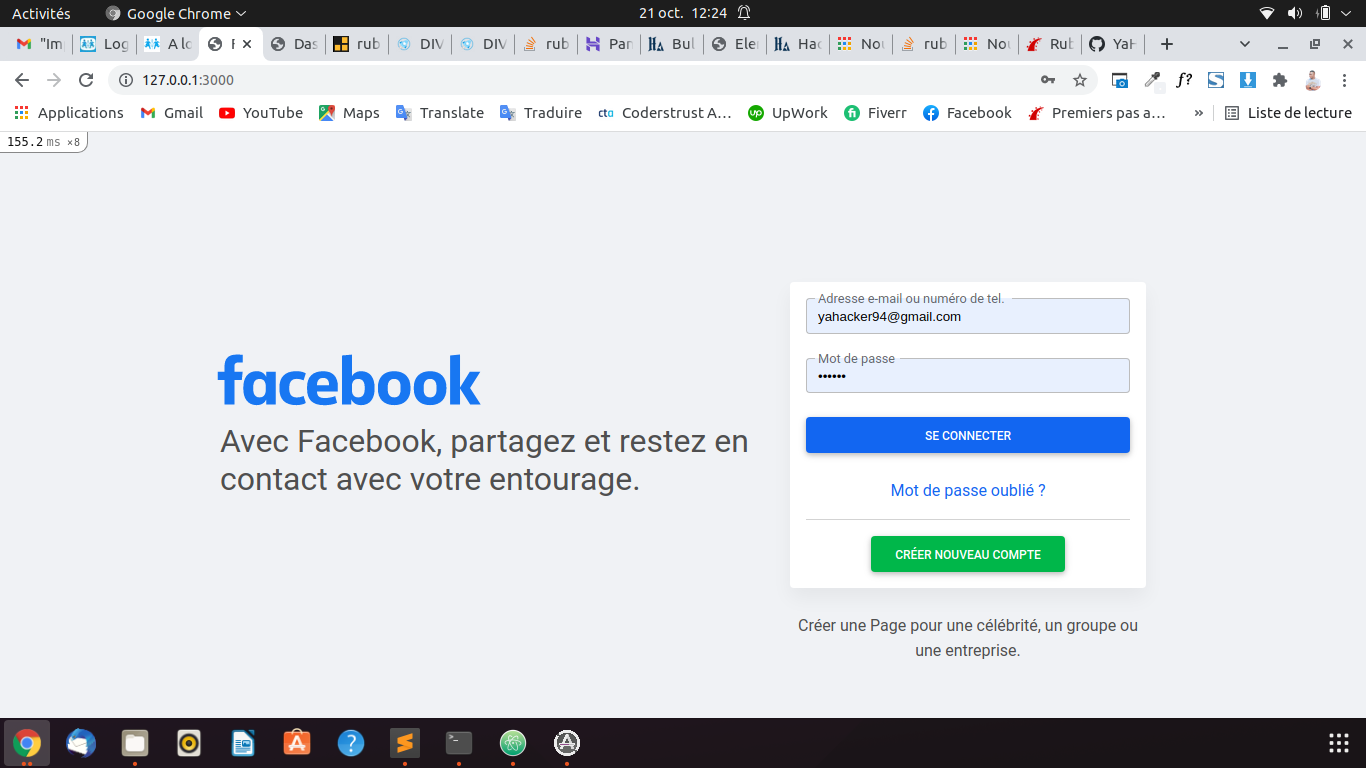 Activités Google Chrome 21 oct. 12:24
"Im Log A lo F Das rub DIV DIV rub Par Bul Ele Hac Nou rub Nou Rub YaH
127.0.0.1:3000
Applications Gmail YouTube Maps Translate Traduire Coderstrust A… UpWork Fiverr Facebook Premiers pas a… » Liste de lecture
155.2 ms ×8
facebook
Avec Facebook, partagez et restez en
contact avec votre entourage.
Adresse e-mail ou numéro de tel.
yahacker94@gmail.com
Mot de passe
••••••
SE CONNECTER
Mot de passe oublié ?
CRÉER NOUVEAU COMPTE
Créer une Page pour une célébrité, un groupe ou
une entreprise.